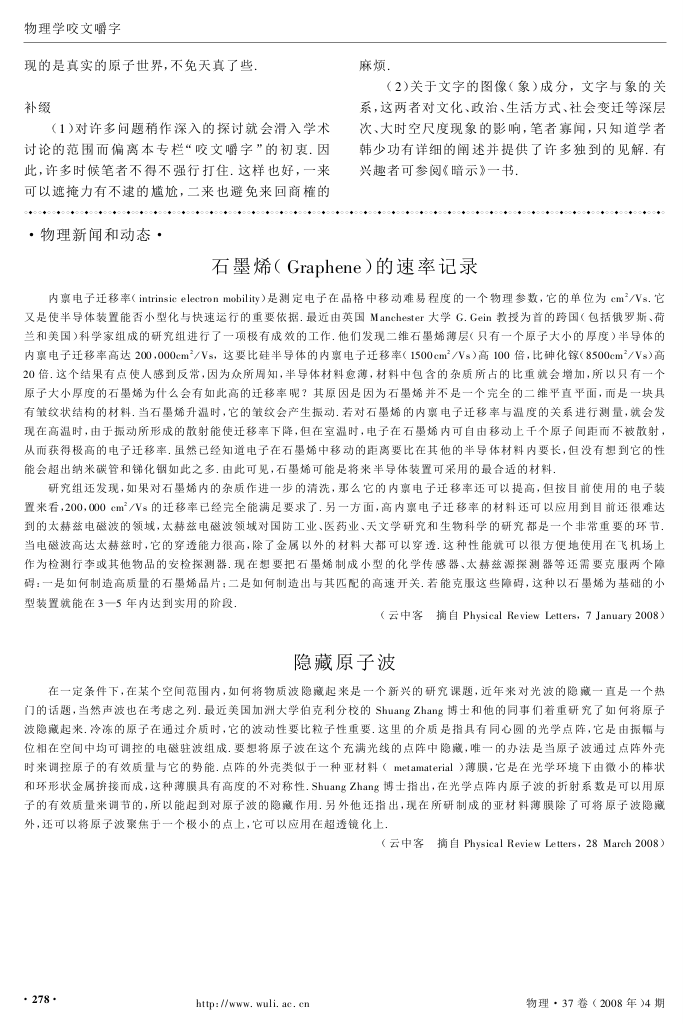 物理学咬文嚼字
现的是真实的原子世界,不免天真了些.
补缀
(1)对许多问题稍作深入的探讨就会滑入学术
讨论的范围而偏离本专栏“咬文嚼字”的初衷.因
此,许多时候笔者不得不强行打住.这样也好,一来
可以遮掩力有不逮的尴尬,二来也避免来回商榷的
麻烦.
(2)关于文字的图像(象)成分,文字与象的关
系,这两者对文化、政治、生活方式、社会变迁等深层
次、大时空尺度现象的影响,笔者寡闻,只知道学者
韩少功有详细的阐述并提供了许多独到的见解.有
兴趣者可参阅《暗示》一书.
·物理新闻和动态·
石墨烯(Graphene)的速率记录
内禀电子迁移率(intrinsic electron mobility)是测定电子在晶格中移动难易程度的一个物理参数,它的单位为 cm²/Vs.它
又是使半导体装置能否小型化与快速运行的重要依据.最近由英国 Manchester 大学 G. Gein 教授为首的跨国(包括俄罗斯、荷
兰和美国)科学家组成的研究组进行了一项极有成效的工作.他们发现二维石墨烯薄层(只有一个原子大小的厚度)半导体的
内禀电子迁移率高达 200,000cm²/Vs,这要比硅半导体的内禀电子迁移率(1500cm²/Vs)高 100 倍,比砷化镓(8500cm²/Vs)高
20 倍.这个结果有点使人感到反常,因为众所周知,半导体材料愈薄,材料中包含的杂质所占的比重就会增加,所以只有一个
原子大小厚度的石墨烯为什么会有如此高的迁移率呢?其原因是因为石墨烯并不是一个完全的二维平直平面,而是一块具
有皱纹状结构的材料.当石墨烯升温时,它的皱纹会产生振动.若对石墨烯的内禀电子迁移率与温度的关系进行测量,就会发
现在高温时,由于振动所形成的散射能使迁移率下降,但在室温时,电子在石墨烯内可自由移动上千个原子间距而不被散射,
从而获得极高的电子迁移率.虽然已经知道电子在石墨烯中移动的距离要比在其他的半导体材料内要长,但没有想到它的性
能会超出纳米碳管和锑化铟如此之多.由此可见,石墨烯可能是将来半导体装置可采用的最合适的材料.
研究组还发现,如果对石墨烯内的杂质作进一步的清洗,那么它的内禀电子迁移率还可以提高,但按目前使用的电子装
置来看,200,000 cm²/Vs 的迁移率已经完全能满足要求了.另一方面,高内禀电子迁移率的材料还可以应用到目前还很难达
到的太赫兹电磁波的领域,太赫兹电磁波领域对国防工业、医药业、天文学研究和生物科学的研究都是一个非常重要的环节.
当电磁波高达太赫兹时,它的穿透能力很高,除了金属以外的材料大都可以穿透.这种性能就可以很方便地使用在飞机场上
作为检测行李或其他物品的安检探测器.现在想要把石墨烯制成小型的化学传感器、太赫兹源探测器等还需要克服两个障
碍:一是如何制造高质量的石墨烯晶片;二是如何制造出与其匹配的高速开关.若能克服这些障碍,这种以石墨烯为基础的小
型装置就能在 3—5 年内达到实用的阶段.
(云中客 摘自 Physical Review Letters, 7 January 2008)
隐藏原子波
在一定条件下,在某个空间范围内,如何将物质波隐藏起来是一个新兴的研究课题,近年来对光波的隐藏一直是一个热
门的话题,当然声波也在考虑之列.最近美国加洲大学伯克利分校的 Shuang Zhang 博士和他的同事们着重研究了如何将原子
波隐藏起来.冷冻的原子在通过介质时,它的波动性要比粒子性重要.这里的介质是指具有同心圆的光学点阵,它是由振幅与
位相在空间中均可调控的电磁驻波组成.要想将原子波在这个充满光线的点阵中隐藏,唯一的办法是当原子波通过点阵外壳
时来调控原子的有效质量与它的势能.点阵的外壳类似于一种亚材料(metamaterial)薄膜,它是在光学环境下由微小的棒状
和环形状金属拚接而成,这种薄膜具有高度的不对称性.Shuang Zhang 博士指出,在光学点阵内原子波的折射系数是可以用原
子的有效质量来调节的,所以能起到对原子波的隐藏作用.另外他还指出,现在所研制成的亚材料薄膜除了可将原子波隐藏
外,还可以将原子波聚焦于一个极小的点上,它可以应用在超透镜化上.
(云中客 摘自 Physical Review Letters, 28 March 2008)
·278·
http://www.wuli.ac.cn
物理·37 卷(2008 年)4 期